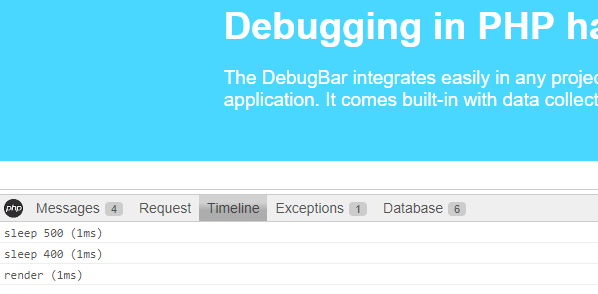 Debugging in PHP ha
The DebugBar integrates easily in any projec
application. It comes built-in with data collect
php Messages 4 Request Timeline Exceptions 1 Database 6
sleep 500 (1ms)
sleep 400 (1ms)
render (1ms)